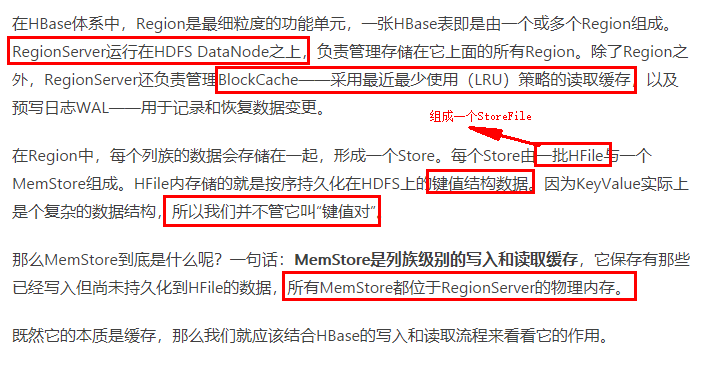 在HBase体系中，Region是最细粒度的功能单元，一张HBase表即是由一个或多个Region组成。
RegionServer运行在HDFS DataNode之上，负责管理存储在它上面的所有Region。除了Region之
外，RegionServer还负责管理BlockCache——采用最近最少使用（LRU）策略的读取缓存，以及
预写日志WAL——用于记录和恢复数据变更。
组成一个StoreFile
在Region中，每个列族的数据会存储在一起，形成一个Store。每个Store由一批HFile与一个
MemStore组成。HFile内存储的就是按序持久化在HDFS上的键值结构数据。因为KeyValue实际上
是个复杂的数据结构，所以我们并不管它叫“键值对”。
那么MemStore到底是什么呢？一句话：MemStore是列族级别的写入和读取缓存，它保存有那些
已经写入但尚未持久化到HFile的数据，所有MemStore都位于RegionServer的物理内存。
既然它的本质是缓存，那么我们就应该结合HBase的写入和读取流程来看看它的作用。